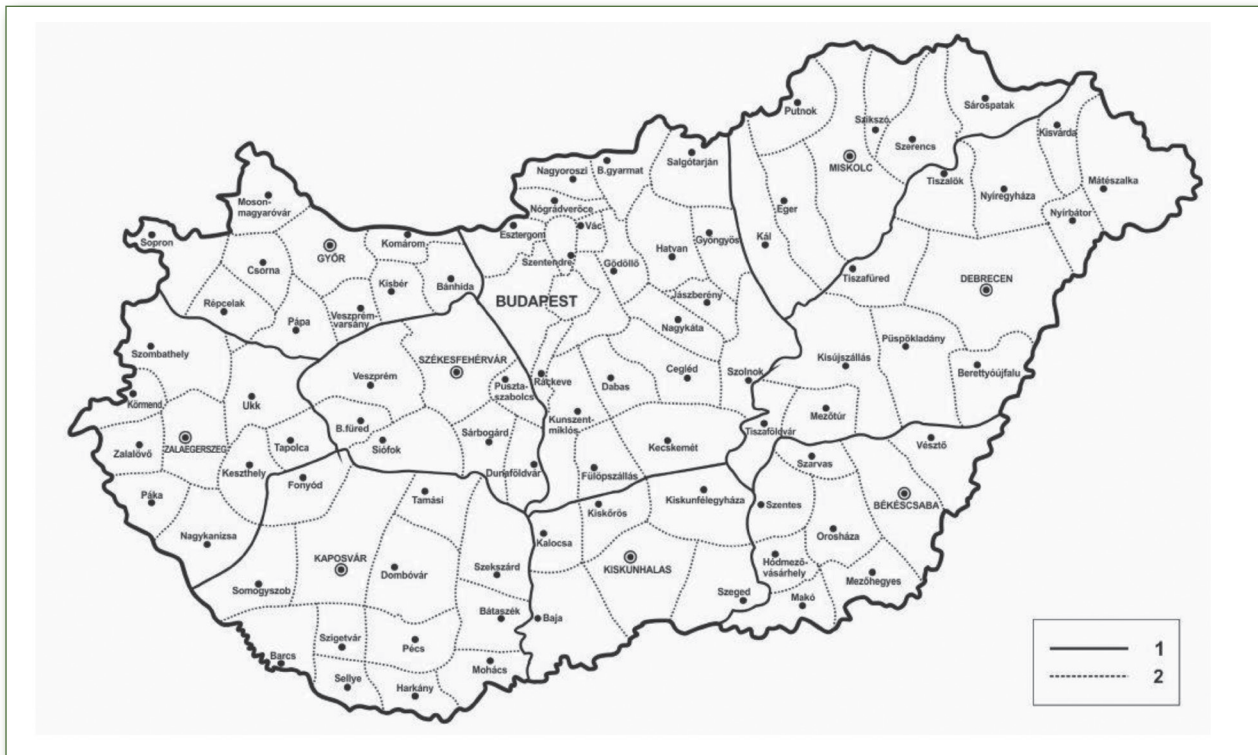 Putnok
Sárospatak
Szikszó
Kisvárda
Szerencs
Salgótarján
MISKOLC
B.gyarmat
Nagyoroszi
Tiszalök
Nyíregyháza
Mátészalka
Moson-
magyaróvár
Nógrádverőce
Eger
Nyírbátor
Vác
Esztergom
Sopron
GYŐR
Komárom
Gyöngyös
Kál
Hatvan
Szentendre
Gödöllő
Csorna
Tiszafüred
DEBRECEN
Kisbér
Bánhida
BUDAPEST
Jászberény
Répcelak
Veszprém-
varsány
Pápa
Nagykáta
Püspökladány
Szombathely
Kisújszállás
SZÉKESFEHÉRVÁR
Veszprém
Puszta-
szabolcs
Ráckeve
Dabas
Cegléd
Szolnok
Berettyóújfalu
Körmend
Ukk
Mezőtúr
Kunszent-
miklós
B.füred
Sárbogárd
Tiszaföldvár
Zalalövő
ZALAEGERSZEG
Tapolca
Siófok
Kecskemét
Vésztő
Szarvas
Keszthely
Dunaföldvár
Fülöpszállás
Fonyód
Páka
Tamási
Kiskunfélegyháza
Kiskőrös
Szentes
BÉKÉSCSABA
Nagykanizsa
Kalocsa
Orosháza
KAPOSVÁR
Dombóvár
Szekszárd
KISKUNHALAS
Hódmező-
vásárhely
Mezőhegyes
Somogyszob
Szeged
Makó
Bátaszék
Baja
Szigetvár
Pécs
Barcs
Mohács
Sellye
Harkány
1
2